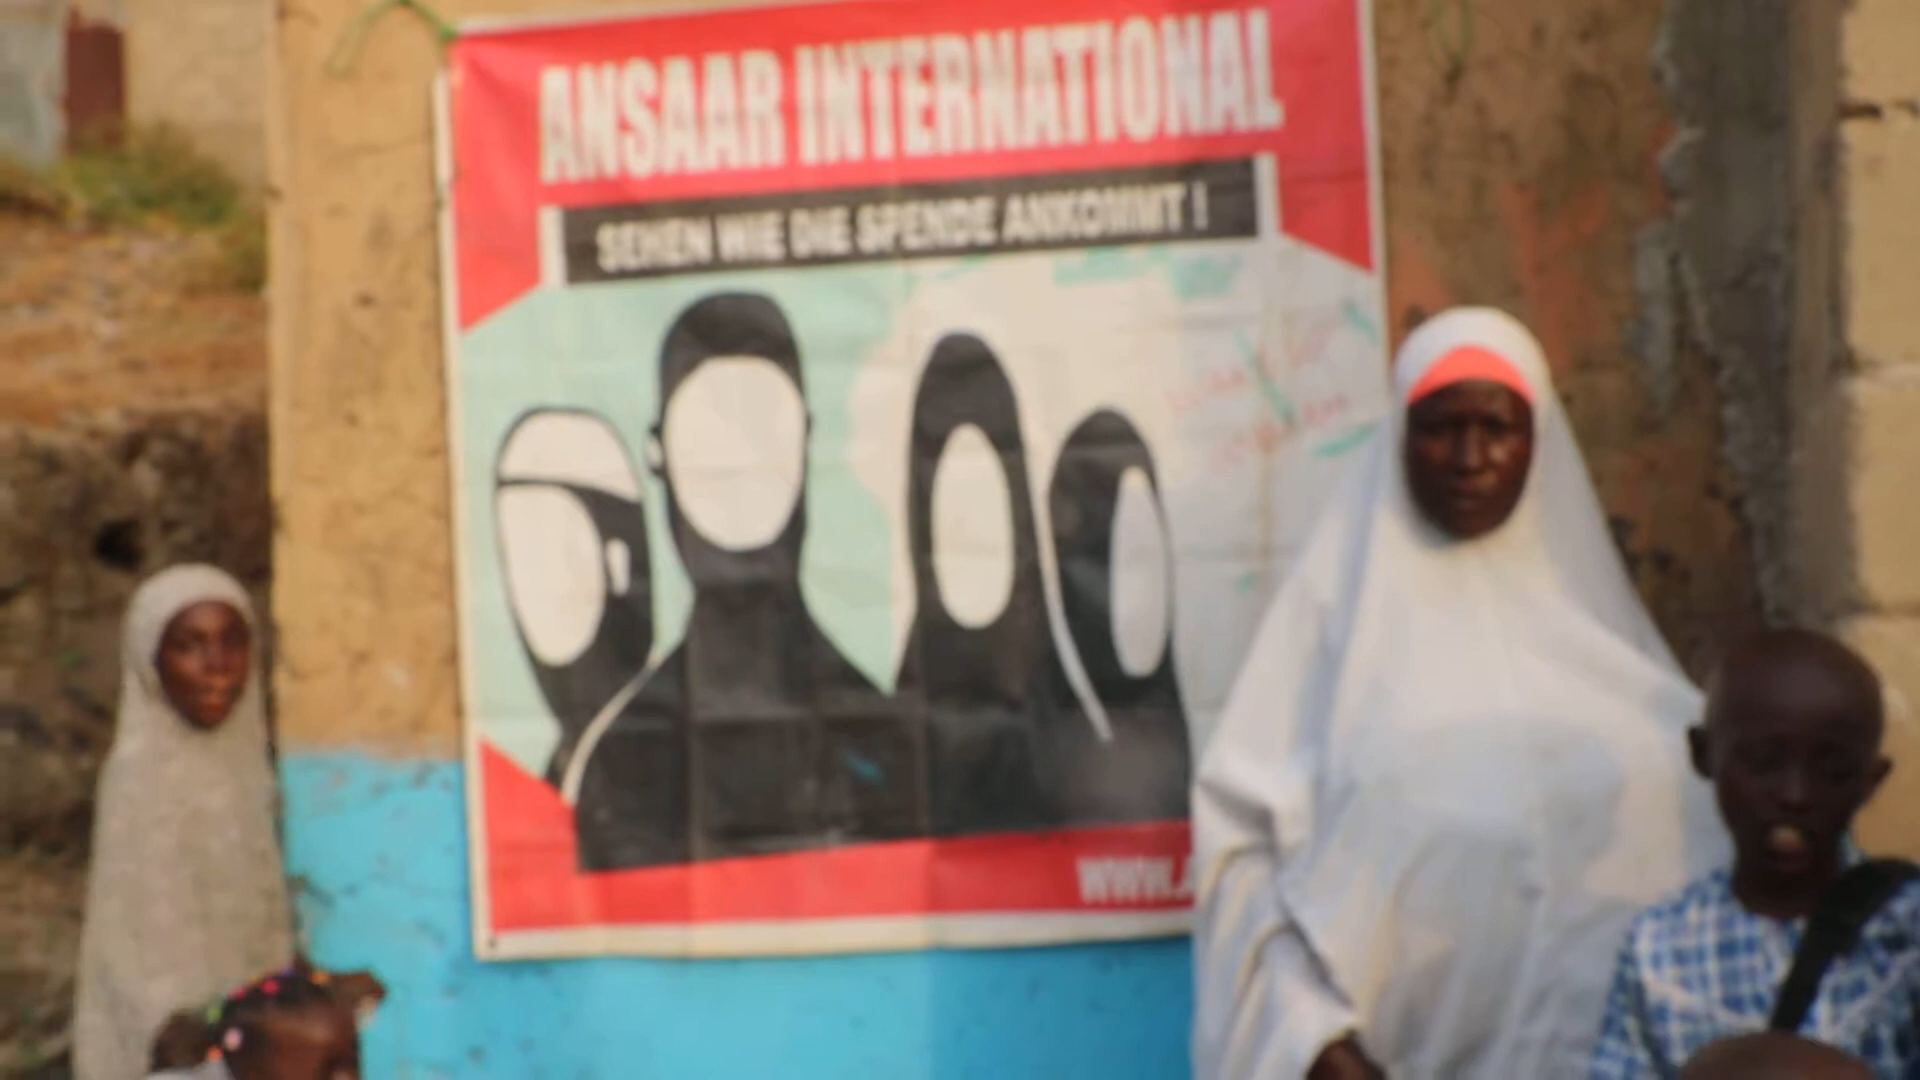 ANSAAR INTERNATIONAL
SEHEN WIE DIE SPENDE ANKOMMT !
WWW.